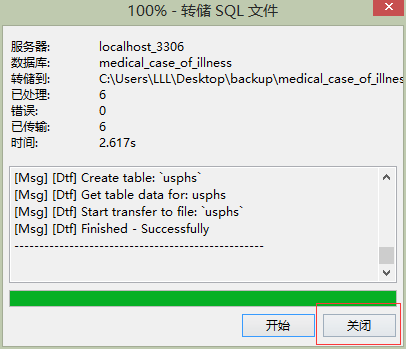 100% - 转储 SQL 文件
服务器: localhost_3306
数据库: medical_case_of_illness
转储到: C:\Users\LLL\Desktop\backup\medical_case_of_illnes
已处理: 6
错误: 0
已传输: 6
时间: 2.617s
[Msg] [Dtf] Create table: `usphs`
[Msg] [Dtf] Get table data for: usphs
[Msg] [Dtf] Start transfer to file: `usphs`
[Msg] [Dtf] Finished - Successfully
--------------------------------------------------
开始 关闭